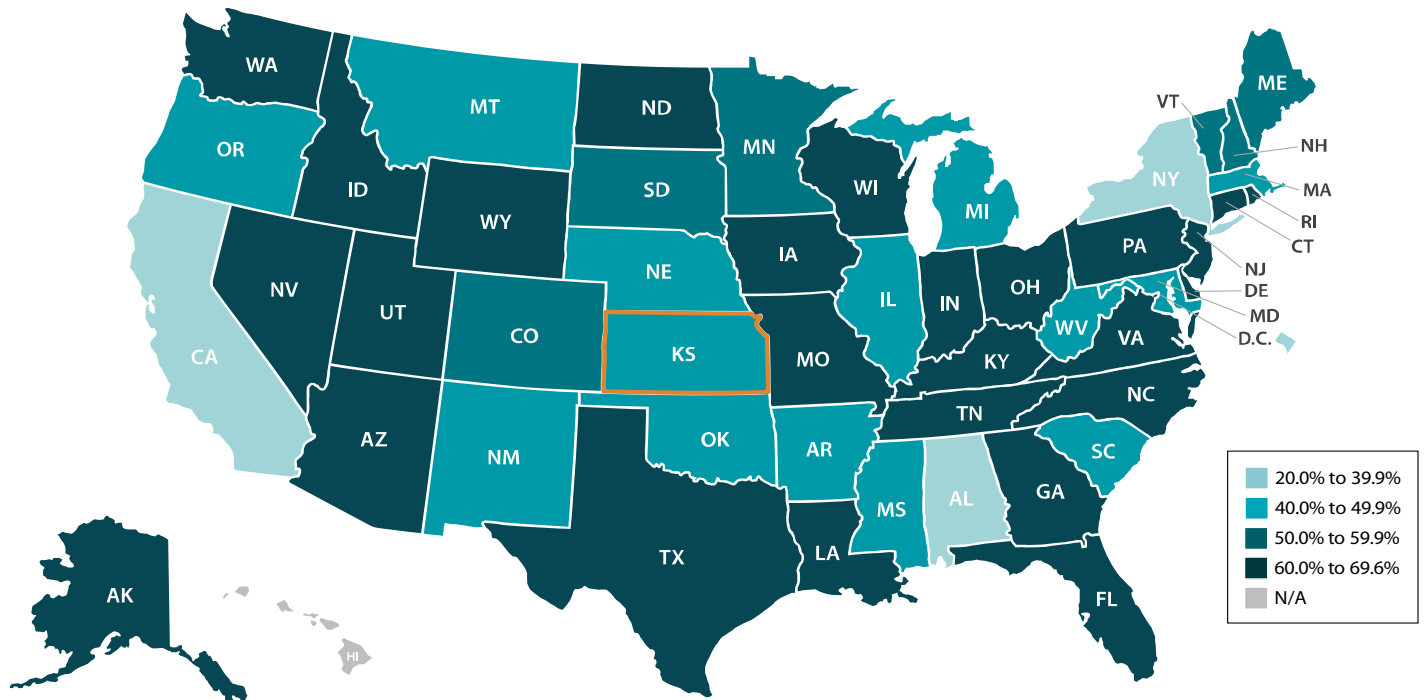 WA
MT
ND
MN
ME
VT
OR
ID
SD
WI
NY
NH
MA
MI
WY
RI
CT
IA
PA
NE
NJ
NV
IL
IN
OH
DE
UT
CO
WV
MD
D.C.
CA
KS
MO
KY
VA
AZ
NM
OK
AR
TN
NC
SC
MS
AL
GA
TX
LA
AK
FL
HI
20.0% to 39.9%
40.0% to 49.9%
50.0% to 59.9%
60.0% to 69.6%
N/A